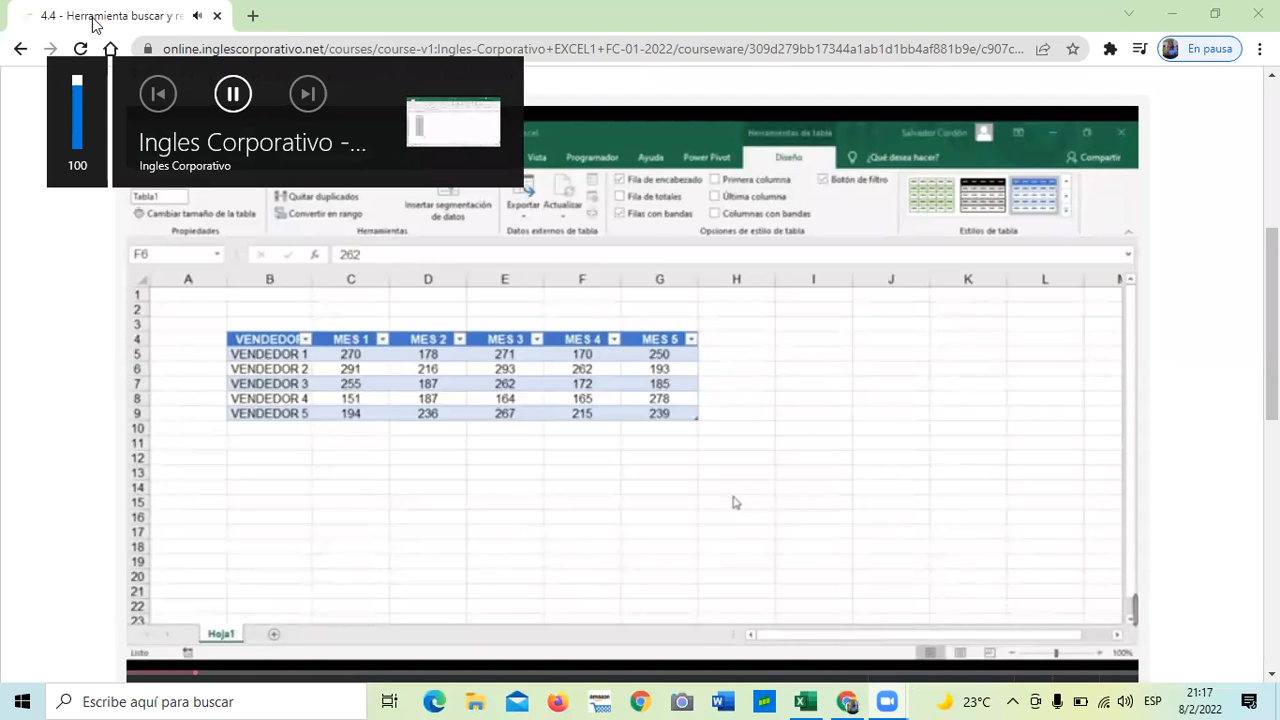 4.4 - Herramien buscar y re
online.inglescorporativo.net/courses/course-v1:Ingles-Corporativo+EXCEL1+FC-01-2022/courseware/309d279b17344a1ab1d1bb4af881b9e/c907c...
En pausa
100
Ingles Corporativo -...
Ingles Corporativo
Herramientas de tabla
Salvador Cordón
Vista Programador Ayuda Power Pivot Diseño ¿Qué desea hacer? Compartir
Tabla1
Cambiar tamaño de la tabla
Propiedades
Quitar duplicados
Convertir en rango
Herramientas
Insertar segmentación de datos
Exportar Actualizar
Datos externos de tabla
Fila de encabezado Primera columna Botón de filtro
Fila de totales Última columna
Filas con bandas Columnas con bandas
Opciones de estilo de tabla
Estilos de tabla
F6 fx 262
A B C D E F G H I J K L M
1
2
3
4 VENDEDOR MES 1 MES 2 MES 3 MES 4 MES 5
5 VENDEDOR 1 270 178 271 170 250
6 VENDEDOR 2 291 216 293 262 193
7 VENDEDOR 3 255 187 262 172 185
8 VENDEDOR 4 151 187 164 165 278
9 VENDEDOR 5 194 236 267 215 239
10
11
12
13
14
15
16
17
18
19
20
21
22
23
Hoja1
Listo
100%
Escribe aquí para buscar
23°C
ESP
21:17
8/2/2022